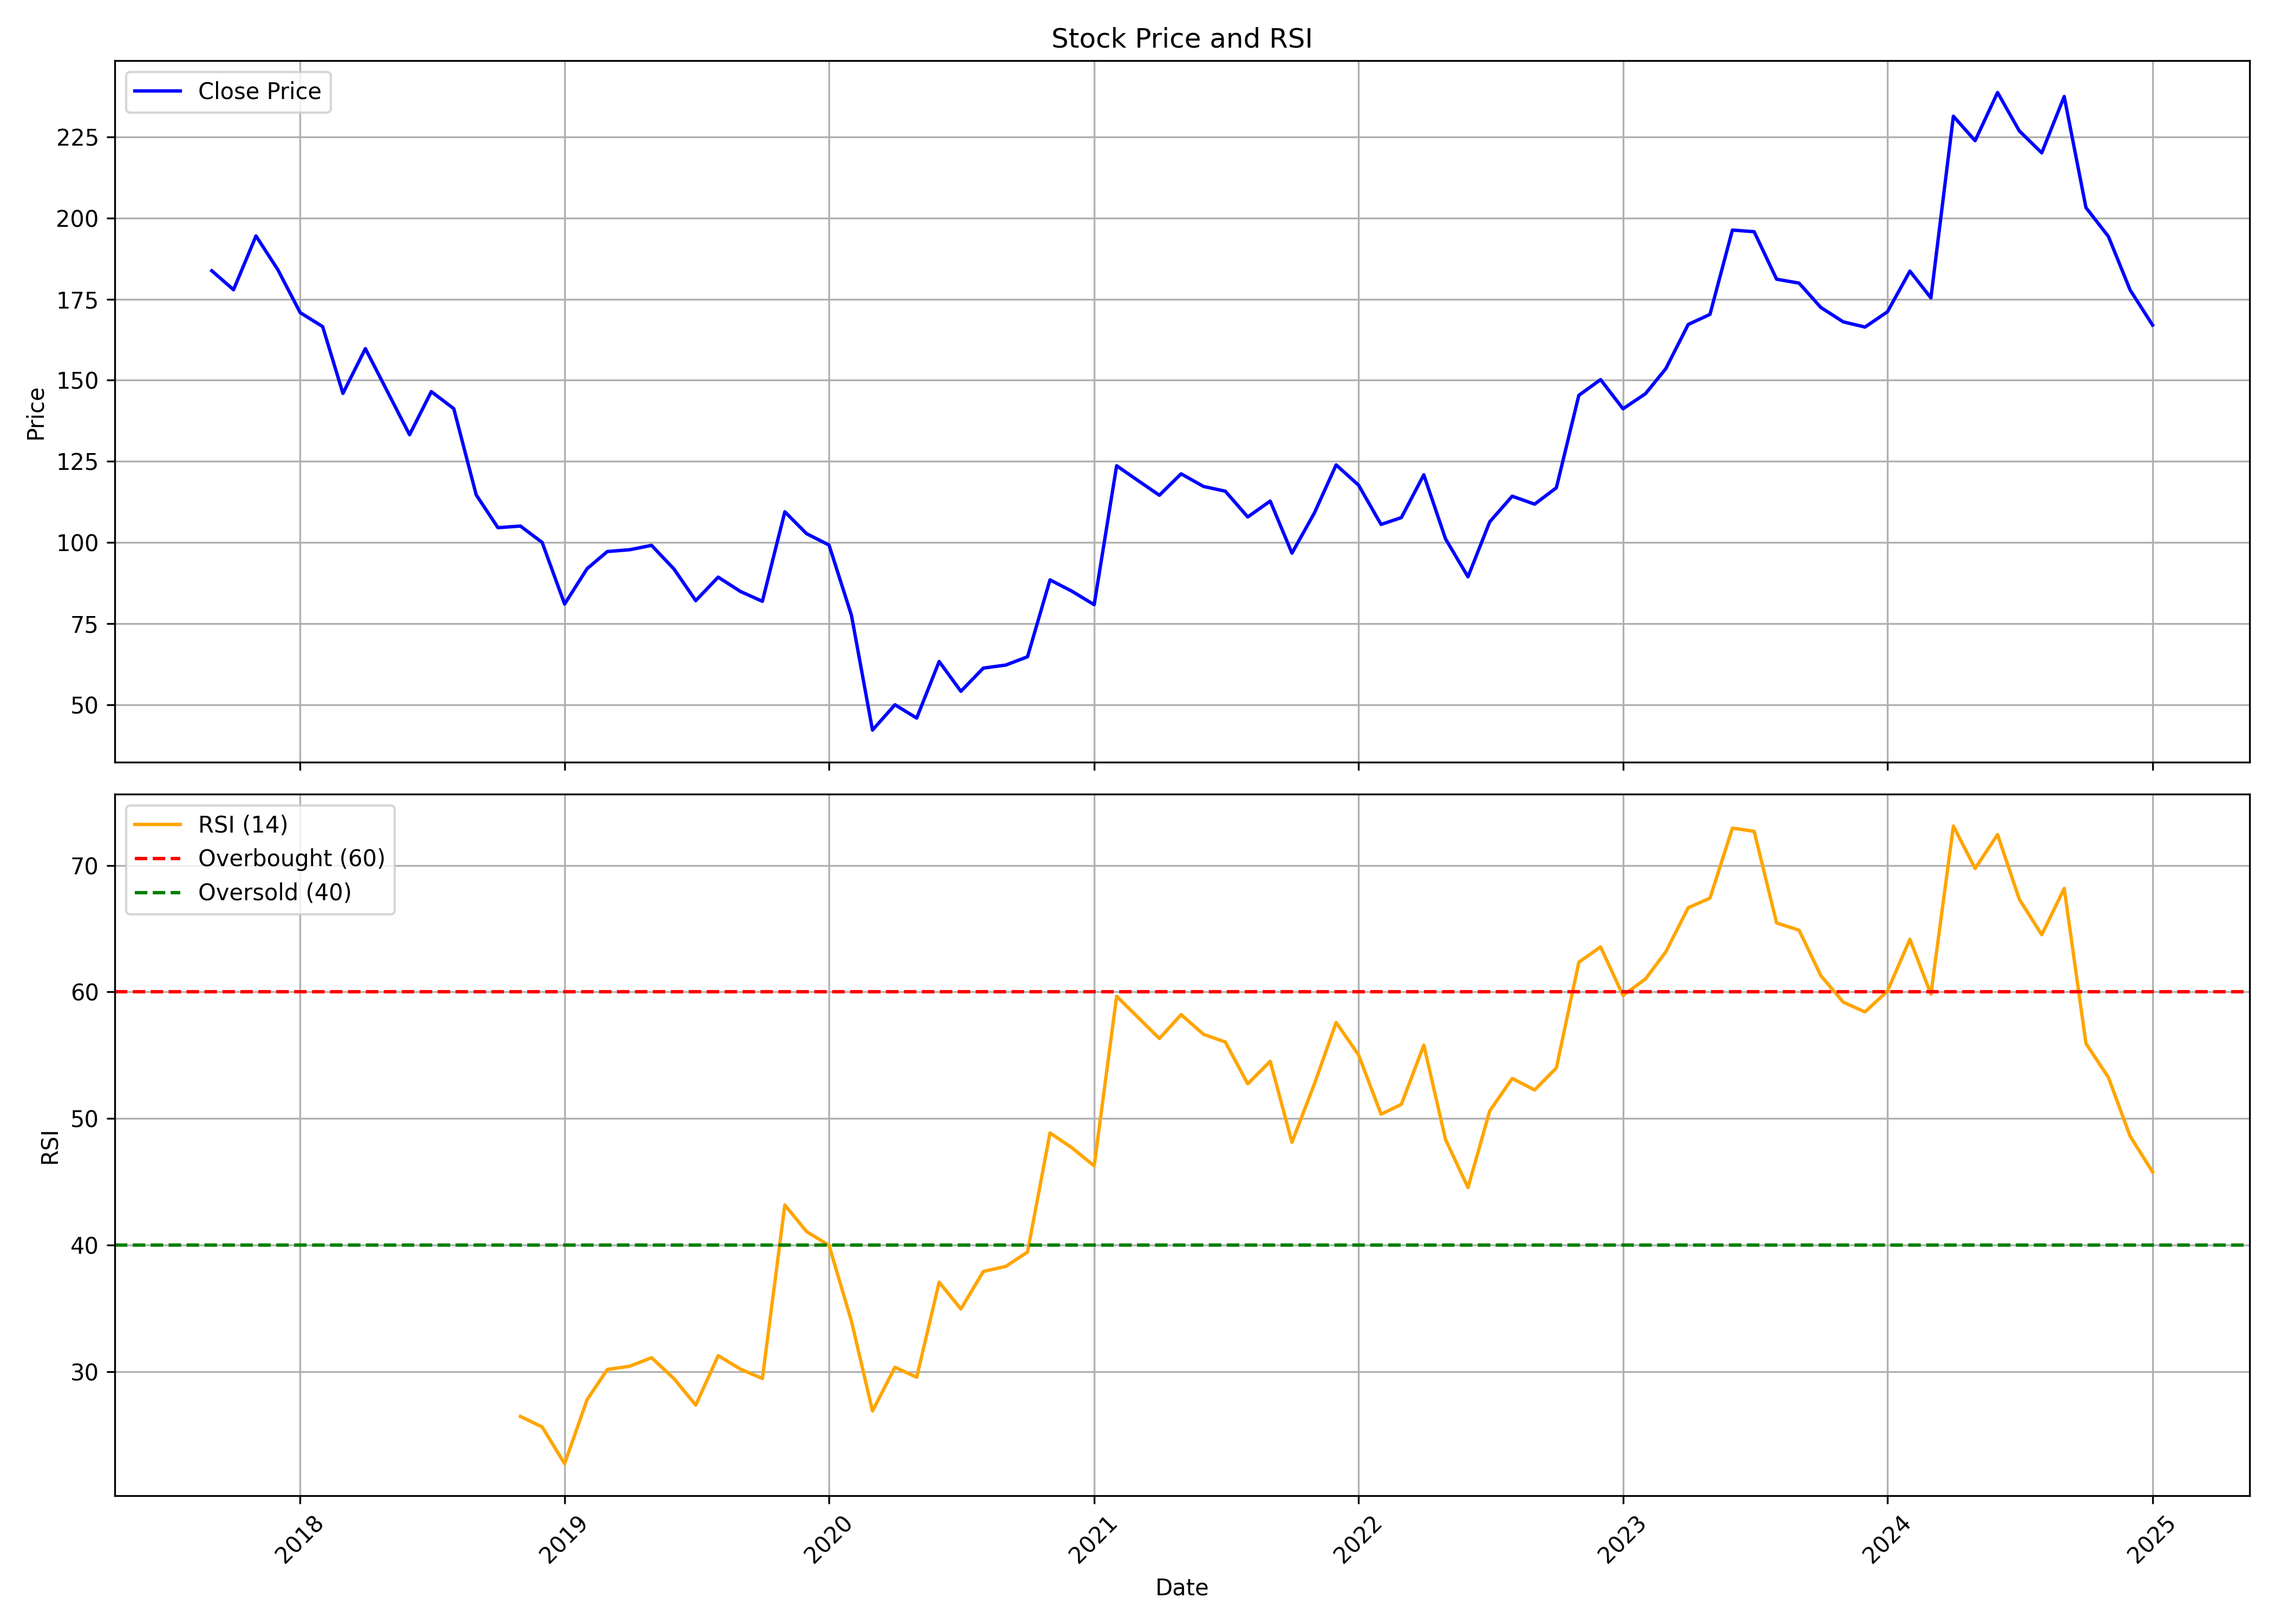 Stock Price and RSI
Close Price
225
200
175
150
125
100
75
50
Price
RSI (14)
Overbought (60)
Oversold (40)
70
60
50
40
30
RSI
2018
2019
2020
2021
2022
2023
2024
2025
Date